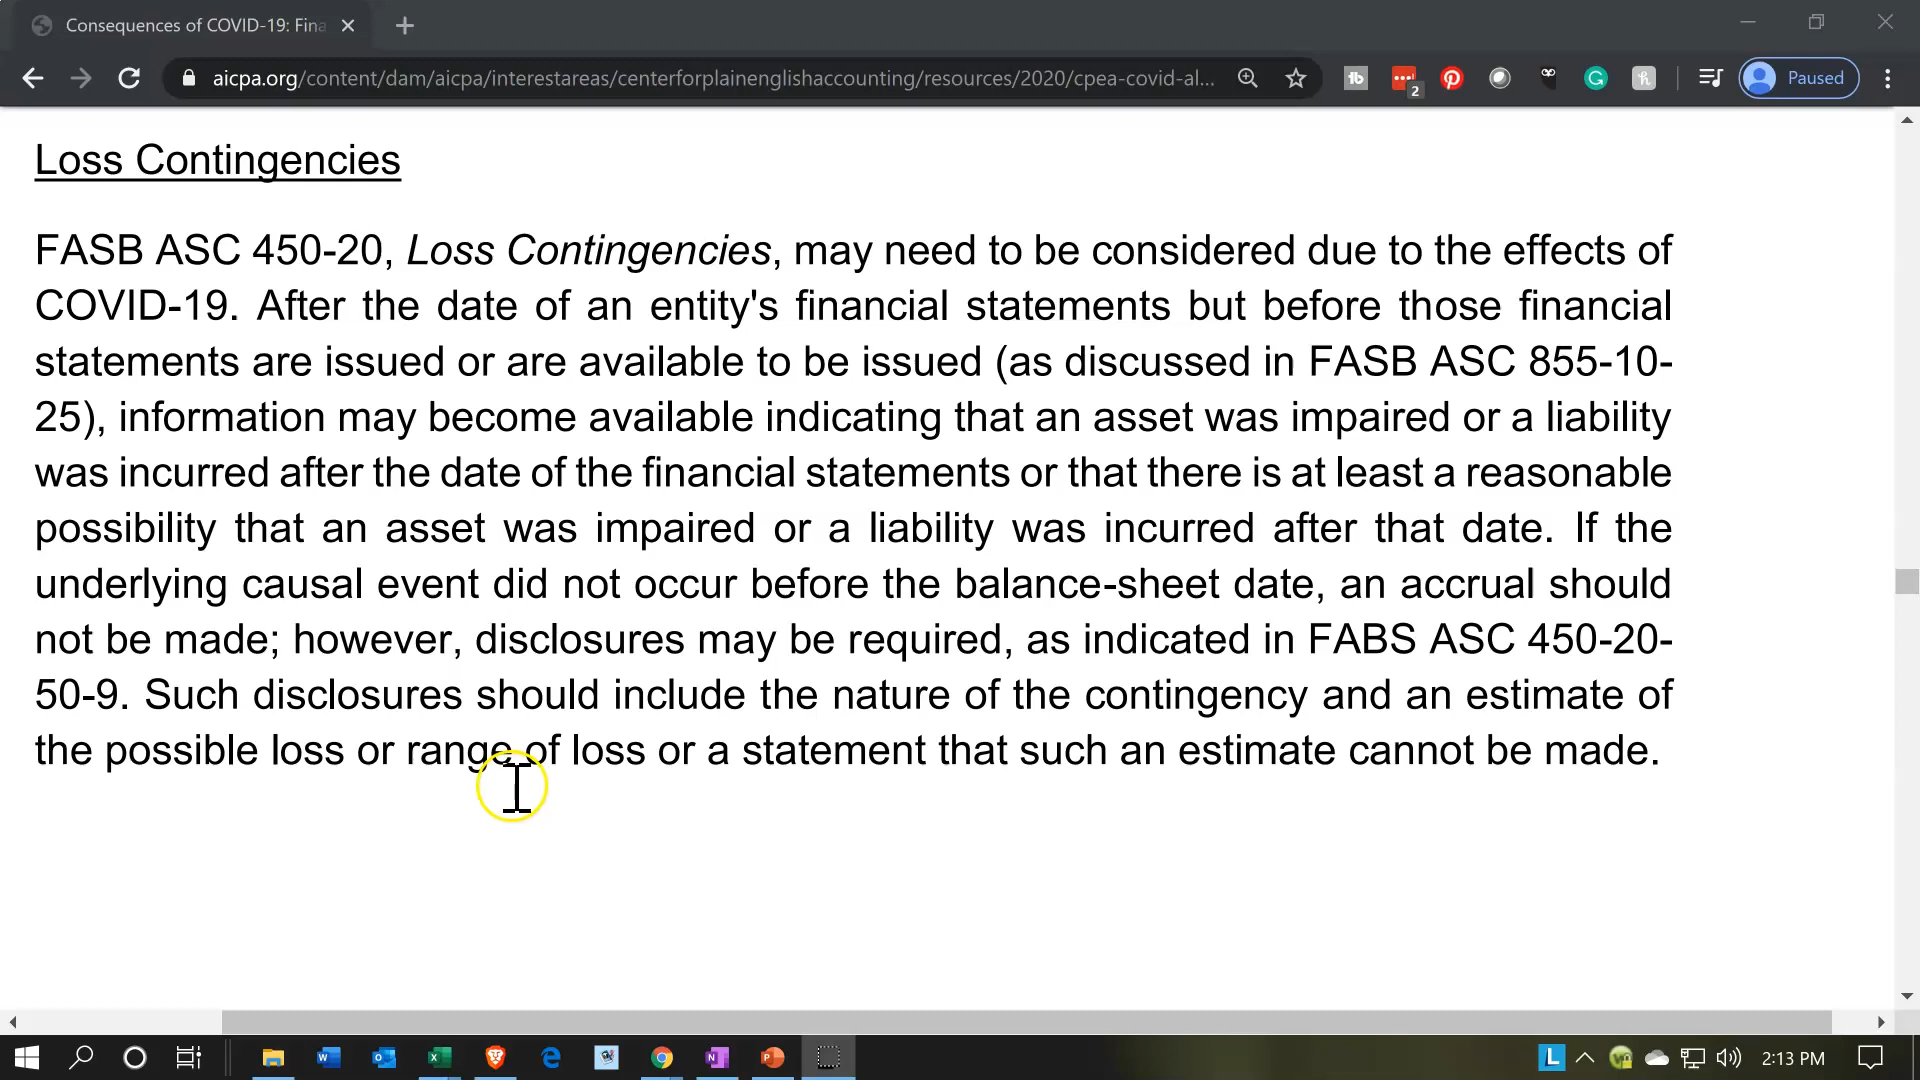 Consequences of COVID-19: Fina
aicpa.org/content/dam/aicpa/interestareas/centerforplainenglishaccounting/resources/2020/cpea-covid-al...
2
Paused
Loss Contingencies
FASB ASC 450-20, Loss Contingencies, may need to be considered due to the effects of
COVID-19. After the date of an entity's financial statements but before those financial
statements are issued or are available to be issued (as discussed in FASB ASC 855-10-
25), information may become available indicating that an asset was impaired or a liability
was incurred after the date of the financial statements or that there is at least a reasonable
possibility that an asset was impaired or a liability was incurred after that date. If the
underlying causal event did not occur before the balance-sheet date, an accrual should
not be made; however, disclosures may be required, as indicated in FABS ASC 450-20-
50-9. Such disclosures should include the nature of the contingency and an estimate of
the possible loss or range of loss or a statement that such an estimate cannot be made.
2:13 PM